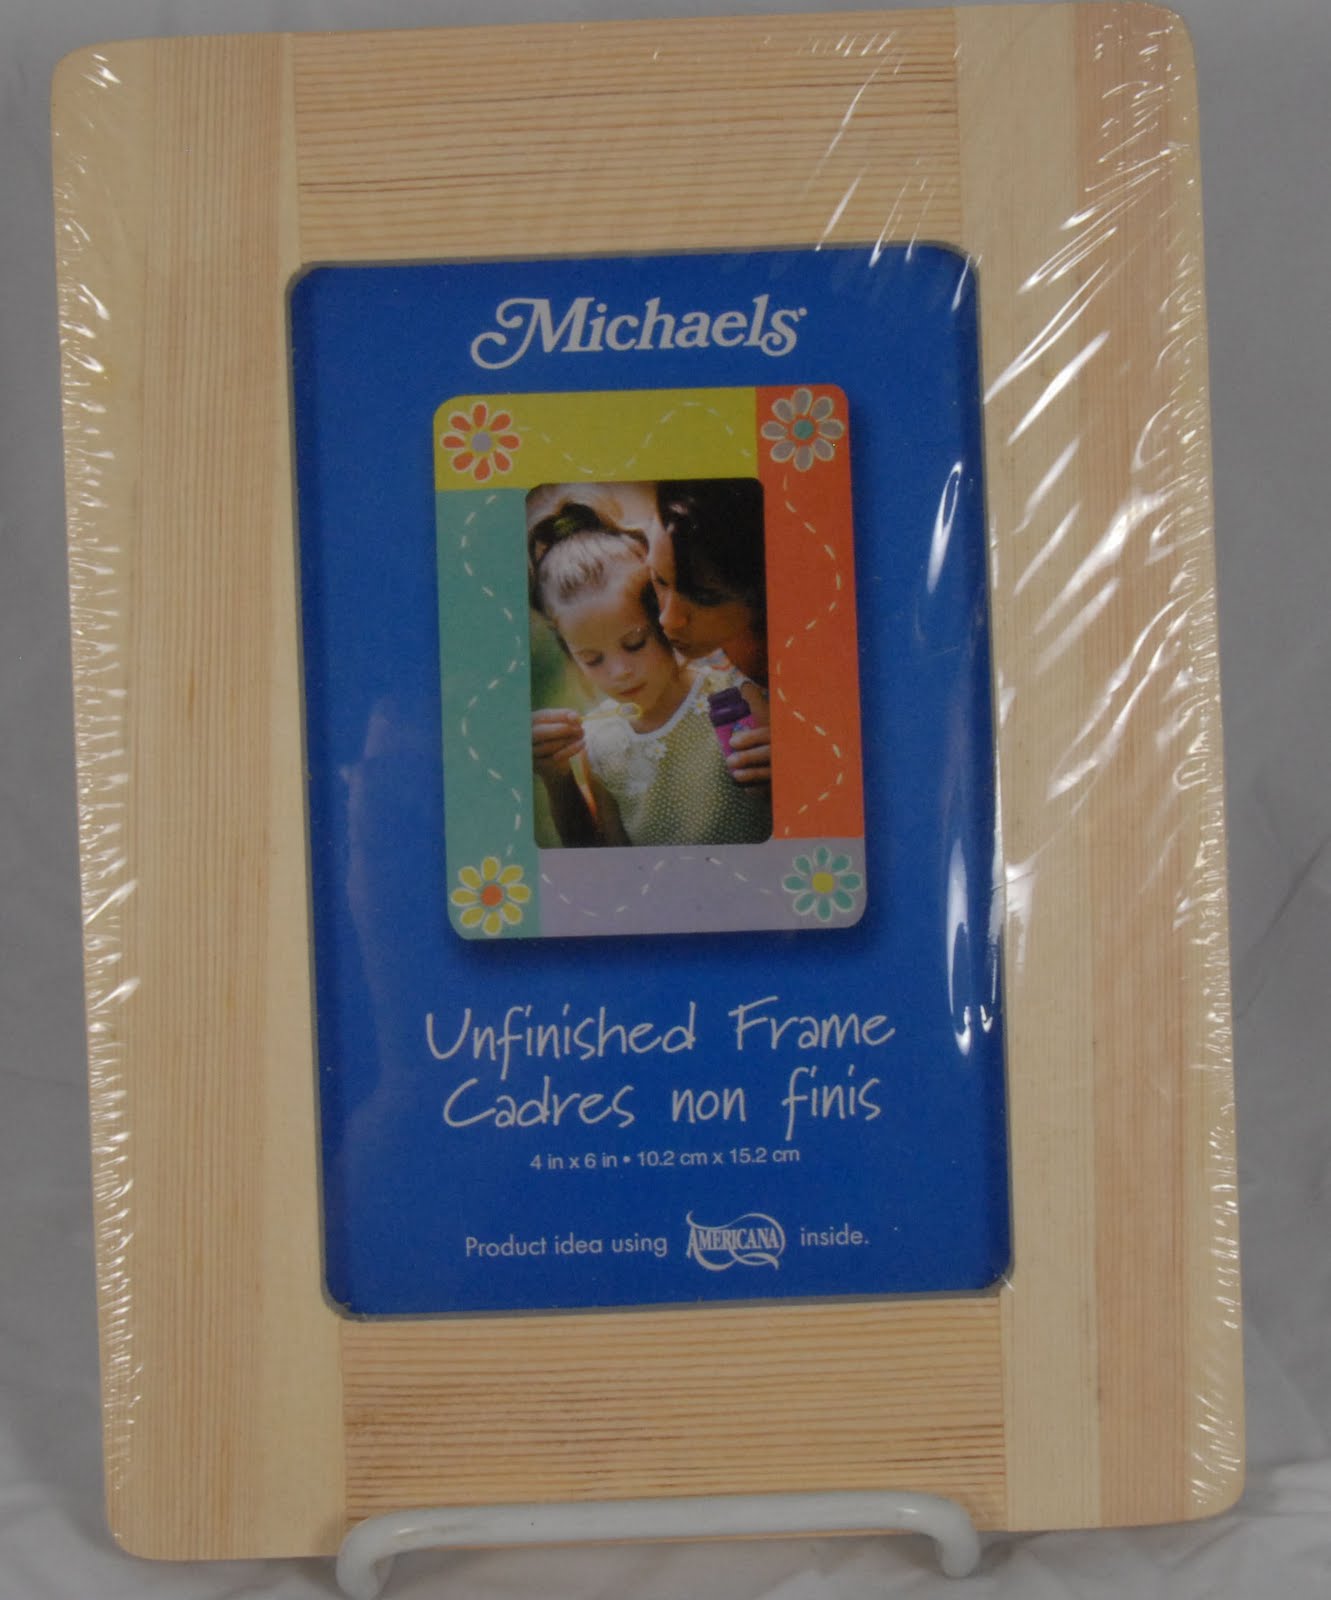 Michaels
Unfinished Frame
Cadres non finis
4 in x 6 in • 10.2 cm x 15.2 cm
Product idea using AMERICANA inside.